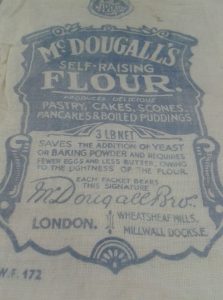 McDOUGALL'S
SELF-RAISING
FLOUR.
PRODUCES DELICIOUS
PASTRY, CAKES, SCONES,
PANCAKES & BOILED PUDDINGS
3 LB NET
SAVES THE ADDITION OF YEAST
OR BAKING POWDER AND REQUIRES
FEWER EGGS AND LESS BUTTER, OWING
TO THE LIGHTNESS OF THE FLOUR.
EACH PACKET BEARS
THIS SIGNATURE
McDougall Bros.
LONDON.
WHEATSHEAF MILLS,
MILLWALL DOCKS.E.
W.F. 172